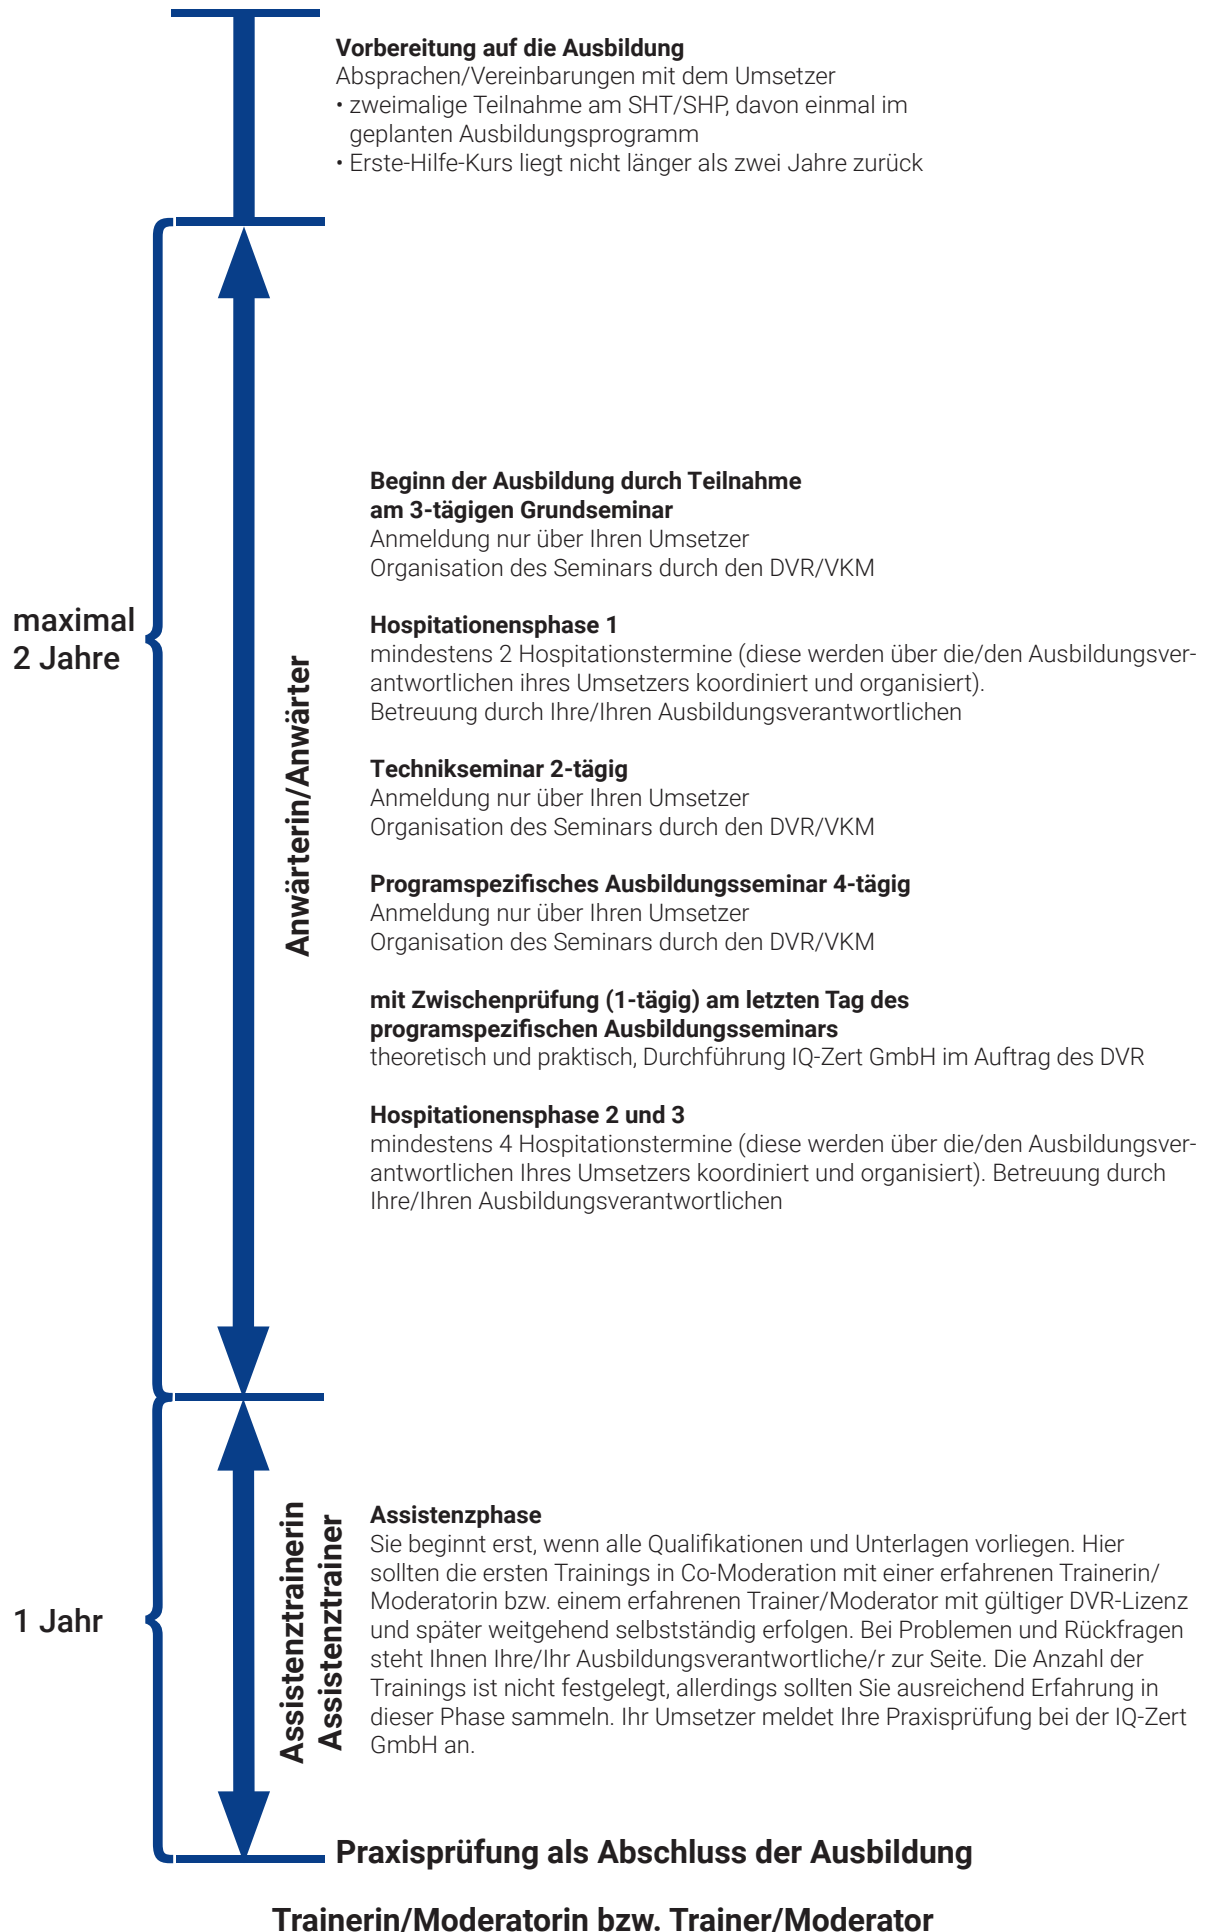 Vorbereitung auf die Ausbildung
Absprachen/Vereinbarungen mit dem Umsetzer
• zweimalige Teilnahme am SHT/SHP, davon einmal im
geplanten Ausbildungsprogramm
• Erste-Hilfe-Kurs liegt nicht länger als zwei Jahre zurück
maximal
2 Jahre
Anwärterin/Anwärter
Beginn der Ausbildung durch Teilnahme
am 3-tägigen Grundseminar
Anmeldung nur über Ihren Umsetzer
Organisation des Seminars durch den DVR/VKM
Hospitationensphase 1
mindestens 2 Hospitationstermine (diese werden über die/den Ausbildungsver-
antwortlichen ihres Umsetzers koordiniert und organisiert).
Betreuung durch Ihre/Ihren Ausbildungsverantwortlichen
Technikseminar 2-tägig
Anmeldung nur über Ihren Umsetzer
Organisation des Seminars durch den DVR/VKM
Programspezifisches Ausbildungsseminar 4-tägig
Anmeldung nur über Ihren Umsetzer
Organisation des Seminars durch den DVR/VKM
mit Zwischenprüfung (1-tägig) am letzten Tag des
programspezifischen Ausbildungsseminars
theoretisch und praktisch, Durchführung IQ-Zert GmbH im Auftrag des DVR
Hospitationensphase 2 und 3
mindestens 4 Hospitationstermine (diese werden über die/den Ausbildungsver-
antwortlichen Ihres Umsetzers koordiniert und organisiert). Betreuung durch
Ihre/Ihren Ausbildungsverantwortlichen
1 Jahr
Assistenztrainerin
Assistenztrainer
Assistenzphase
Sie beginnt erst, wenn alle Qualifikationen und Unterlagen vorliegen. Hier
sollten die ersten Trainings in Co-Moderation mit einer erfahrenen Trainerin/
Moderatorin bzw. einem erfahrenen Trainer/Moderator mit gültiger DVR-Lizenz
und später weitgehend selbstständig erfolgen. Bei Problemen und Rückfragen
steht Ihnen Ihre/Ihr Ausbildungsverantwortliche/r zur Seite. Die Anzahl der
Trainings ist nicht festgelegt, allerdings sollten Sie ausreichend Erfahrung in
dieser Phase sammeln. Ihr Umsetzer meldet Ihre Praxisprüfung bei der IQ-Zert
GmbH an.
Praxisprüfung als Abschluss der Ausbildung
Trainerin/Moderatorin bzw. Trainer/Moderator